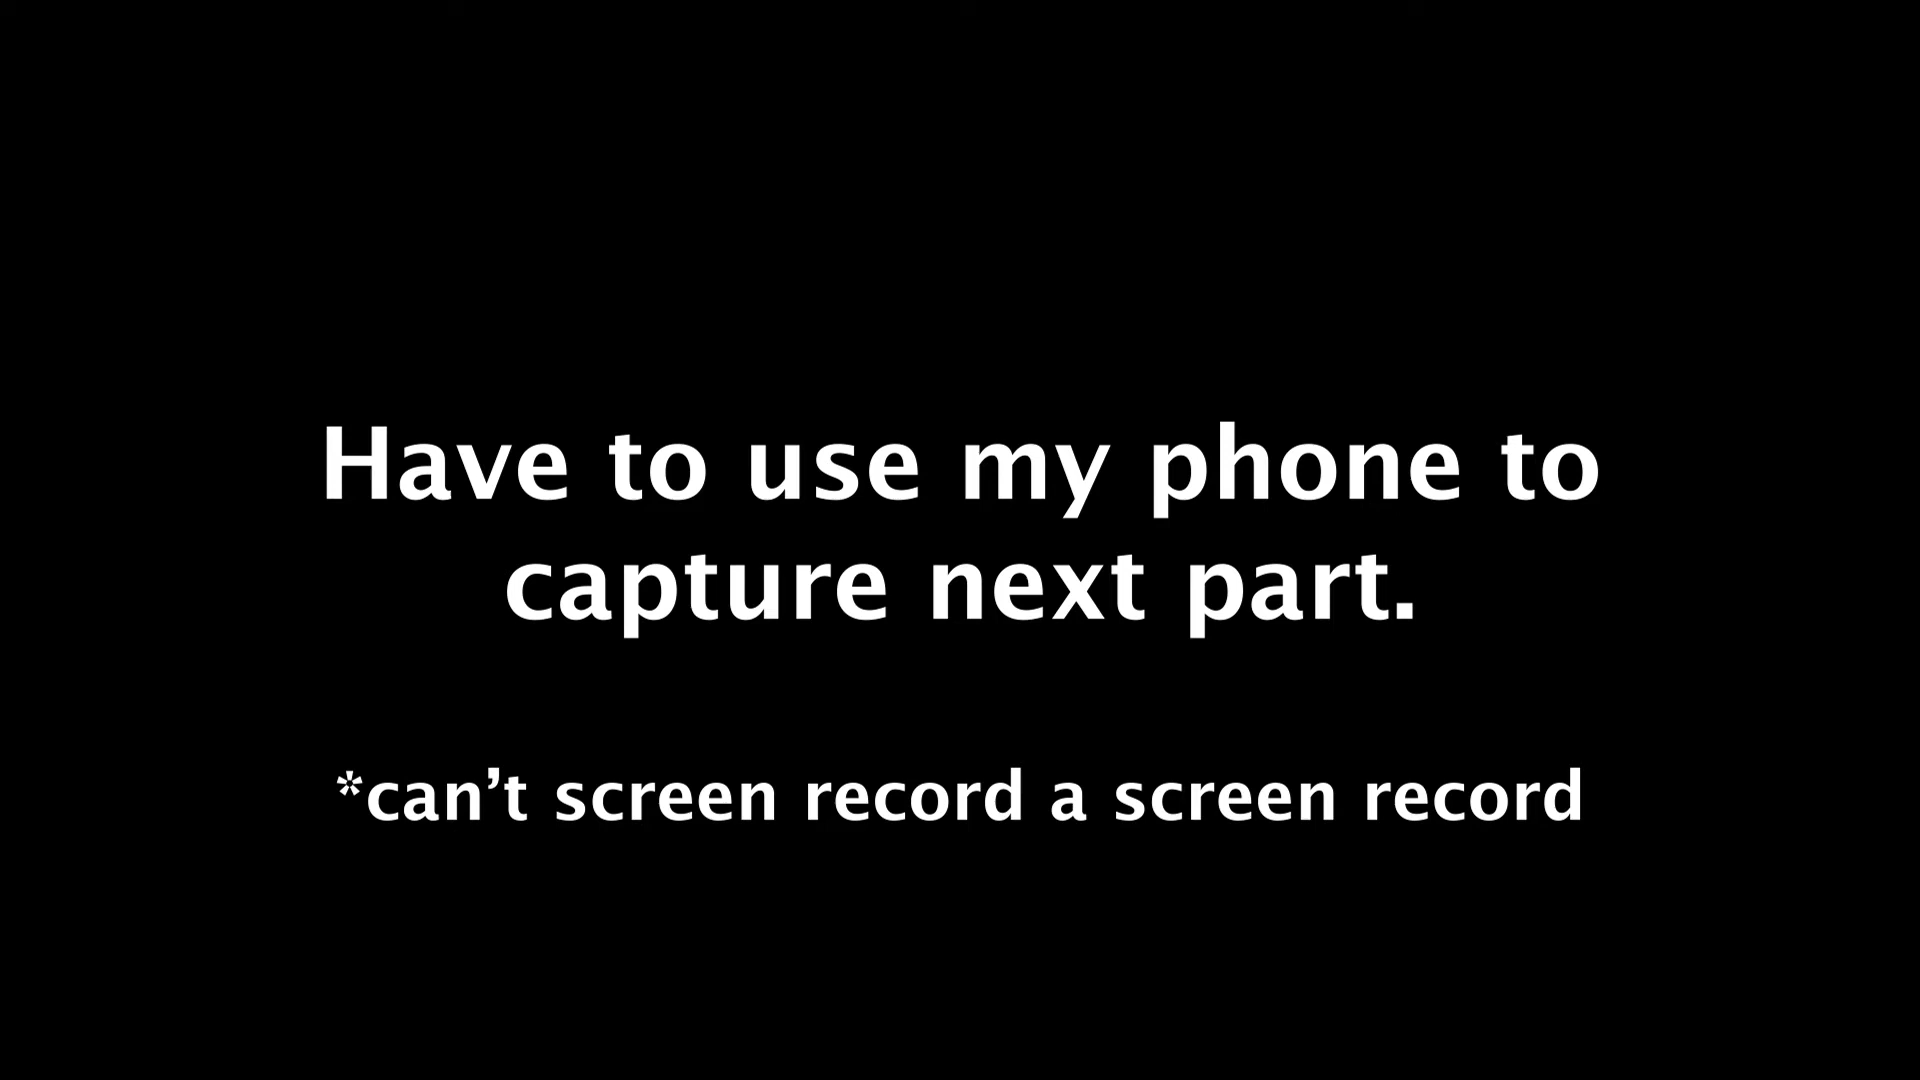 Have to use my phone to
capture next part.
*can’t screen record a screen record